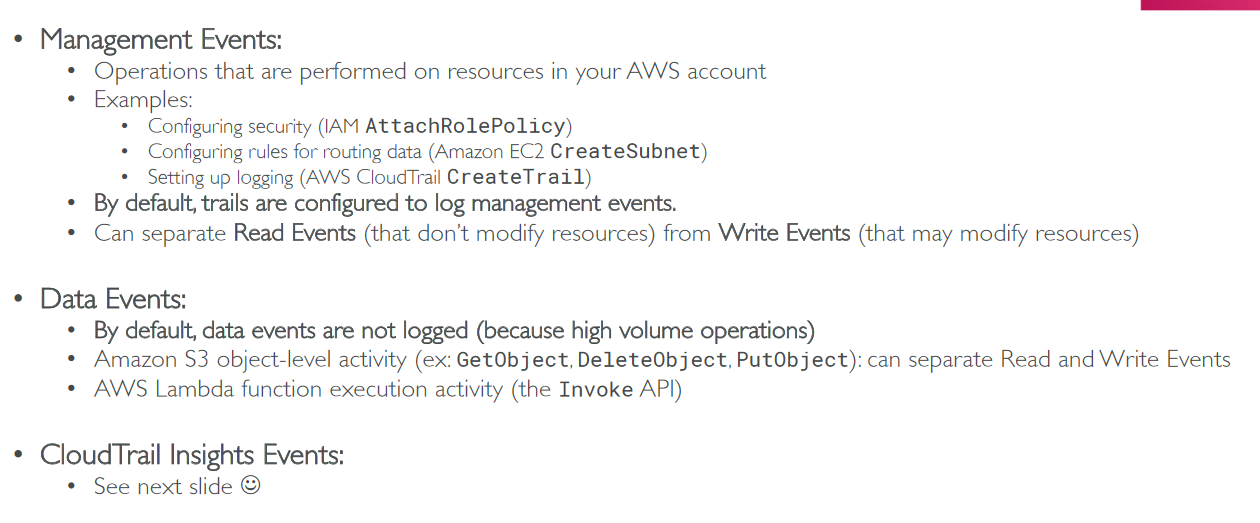 • Management Events:
• Operations that are performed on resources in your AWS account
• Examples:
• Configuring security (IAM AttachRolePolicy)
• Configuring rules for routing data (Amazon EC2 CreateSubnet)
• Setting up logging (AWS CloudTrail CreateTrail)
• By default, trails are configured to log management events.
• Can separate Read Events (that don't modify resources) from Write Events (that may modify resources)
• Data Events:
• By default, data events are not logged (because high volume operations)
• Amazon S3 object-level activity (ex: GetObject, DeleteObject, PutObject): can separate Read and Write Events
• AWS Lambda function execution activity (the Invoke API)
• CloudTrail Insights Events:
• See next slide ☺